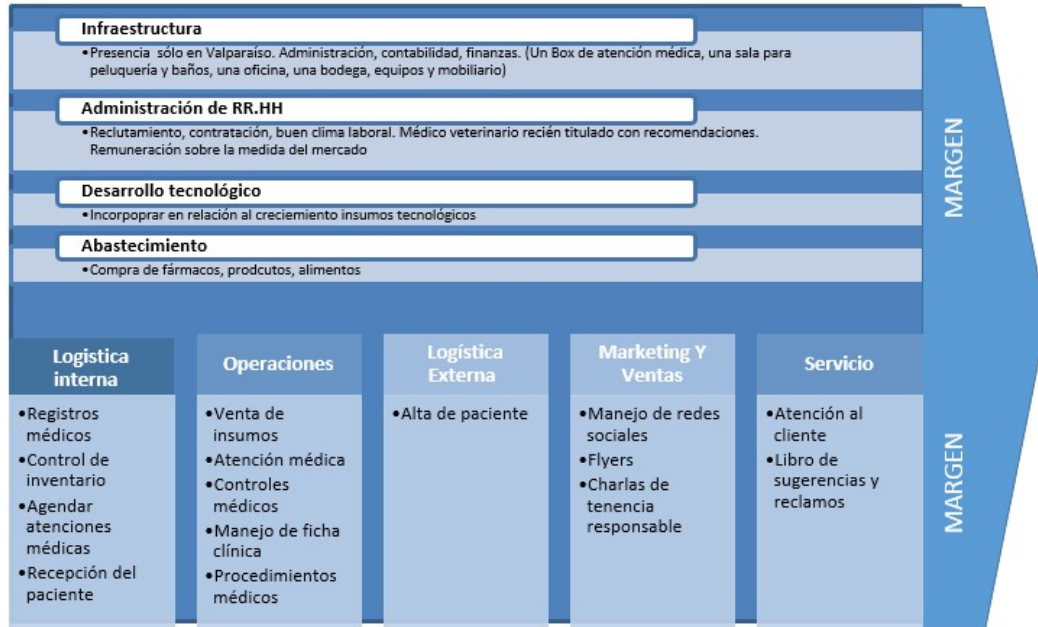 Infraestructura
•Presencia sólo en Valparaíso. Administración, contabilidad, finanzas. (Un Box de atención médica, una sala para
peluquería y baños, una oficina, una bodega, equipos y mobiliario)
Administración de RR.HH
•Reclutamiento, contratación, buen clima laboral. Médico veterinario recién titulado con recomendaciones.
Remuneración sobre la medida del mercado
Desarrollo tecnológico
•Incorpoprar en relación al creciemiento insumos tecnológicos
Abastecimiento
•Compra de fármacos, prodcutos, alimentos
MARGEN
Logistica
interna
•Registros
médicos
•Control de
inventario
•Agendar
atenciones
médicas
•Recepción del
paciente
Operaciones
•Venta de
insumos
•Atención médica
•Controles
médicos
•Manejo de ficha
clínica
•Procedimientos
médicos
Logística
Externa
•Alta de paciente
Marketing Y
Ventas
•Manejo de redes
sociales
•Flyers
•Charlas de
tenencia
responsable
Servicio
•Atención al
cliente
•Libro de
sugerencias y
reclamos
MARGEN